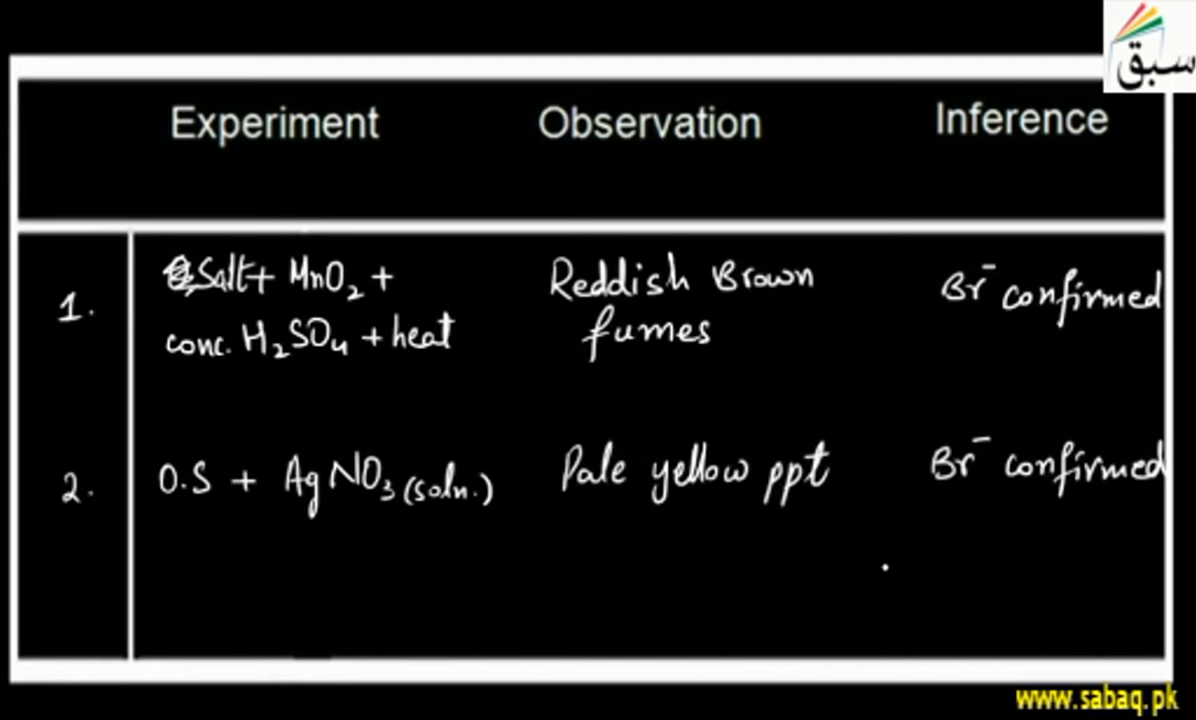 سبق
Experiment Observation Inference
1. Salt + MnO₂ + Reddish Brown Br⁻ confirmed
conc. H₂SO₄ + heat fumes
2. O.S + AgNO₃ (soln.) Pale yellow ppt Br⁻ confirmed
www.sabaq.pk